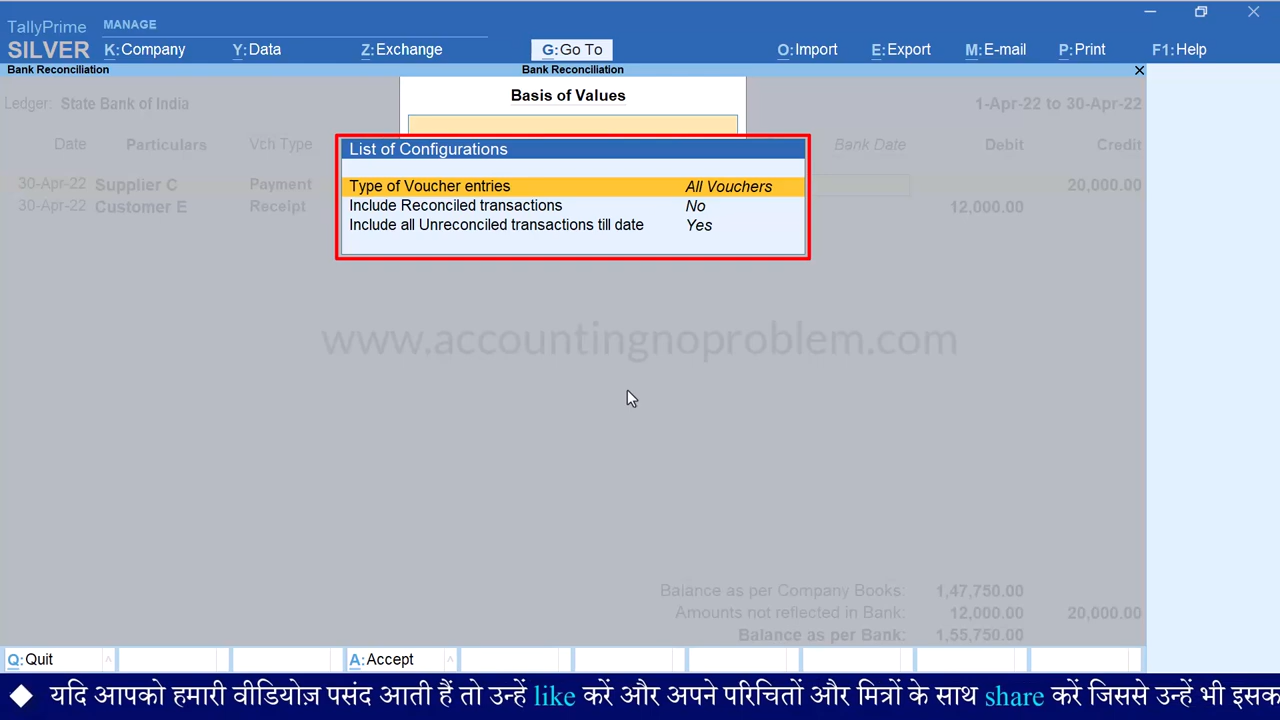 TallyPrime MANAGE
SILVER K:Company Y:Data Z:Exchange G:Go To O:Import E:Export M:E-mail P:Print F1:Help
Bank Reconciliation Bank Reconciliation
Basis of Values
Ledger: State Bank of India 1-Apr-22 to 30-Apr-22
Date Particulars Vch Type Bank Date Debit Credit
List of Configurations
30-Apr-22 Supplier C Payment 20,000.00
30-Apr-22 Customer E Receipt 12,000.00
Type of Voucher entries All Vouchers
Include Reconciled transactions No
Include all Unreconciled transactions till date Yes
www.accountingnoproblem.com
Balance as per Company Books: 1,47,750.00
Amounts not reflected in Bank: 12,000.00 20,000.00
Balance as per Bank: 1,55,750.00
Q:Quit A:Accept
यदि आपको हमारी वीडियोज़ पसंद आती हैं तो उन्हें like करें और अपने परिचितों और मित्रों के साथ share करें जिससे उन्हें भी इसक